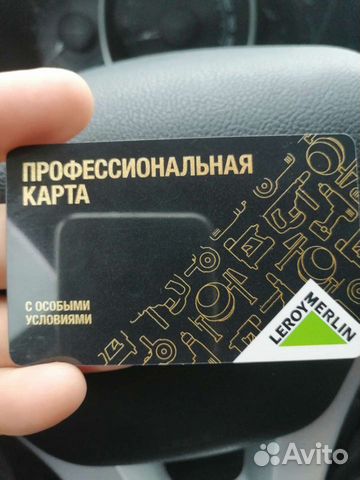 ПРОФЕССИОНАЛЬНАЯ
КАРТА
С ОСОБЫМИ
УСЛОВИЯМИ
LEROY MERLIN
Avito